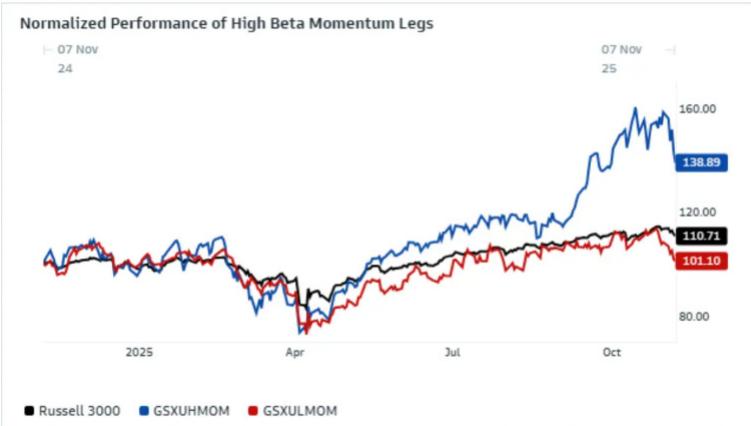 Normalized Performance of High Beta Momentum Legs
07 Nov 07 Nov
24 25
160.00
138.89
120.00
110.71
101.10
80.00
2025 Apr Jul Oct
Russell 3000 GSXUHMOM GSXULMOM